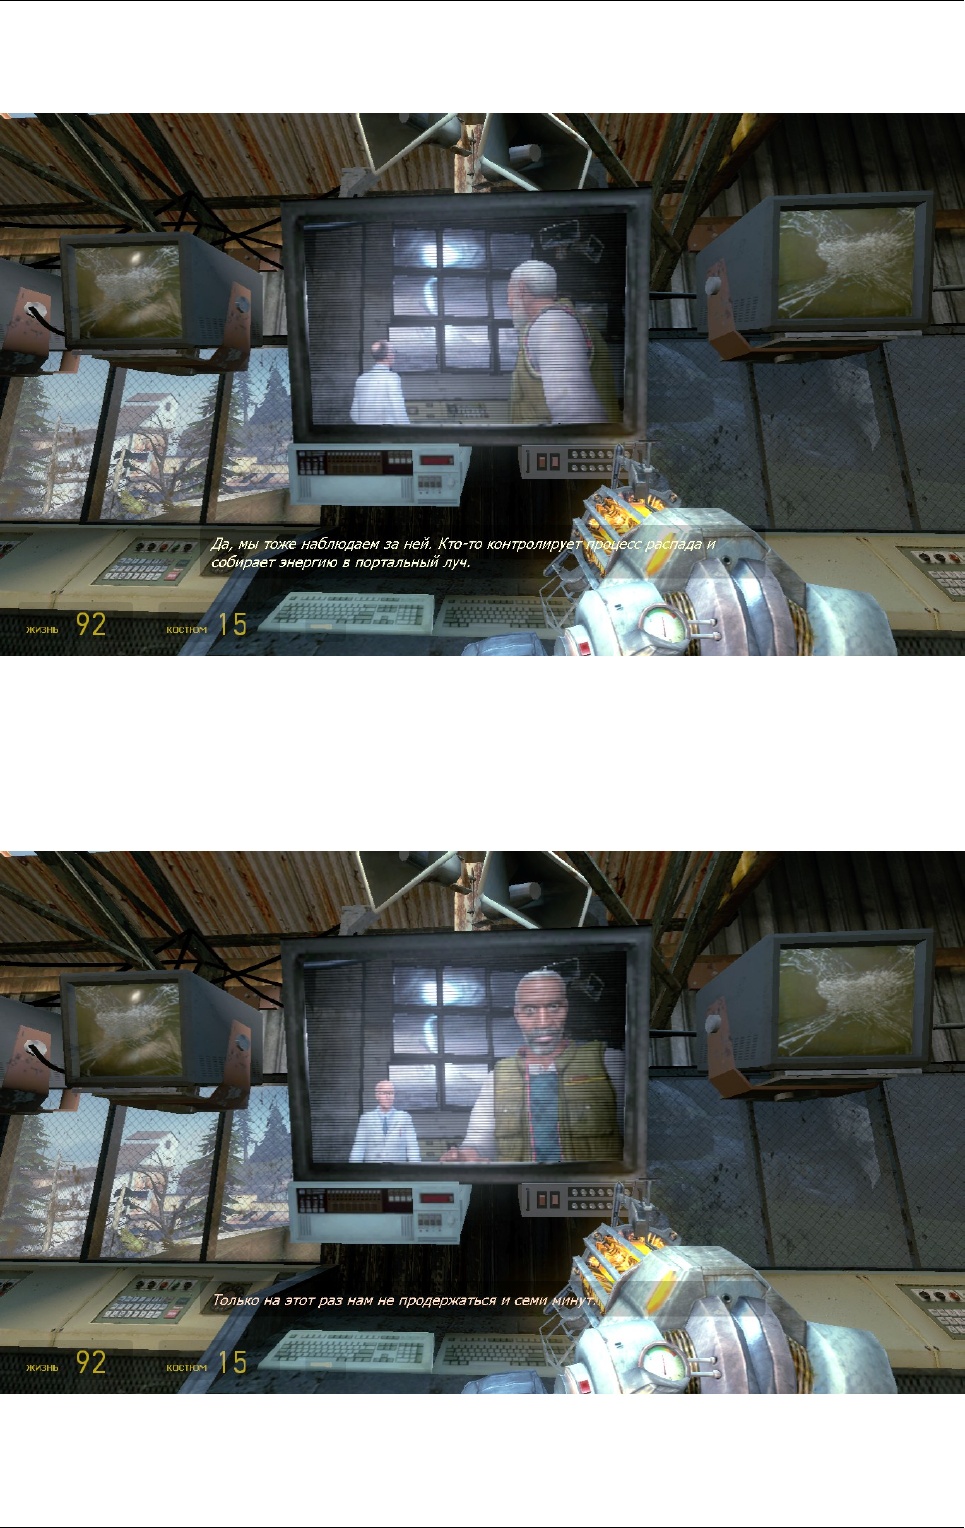 Да, мы тоже наблюдаем за ней. Кто-то контролирует процесс распада и
собирает энергию в портальный луч.
жизнь 92 костюм 15
Только на этот раз нам не продержаться и семи минут.
жизнь 92 костюм 15